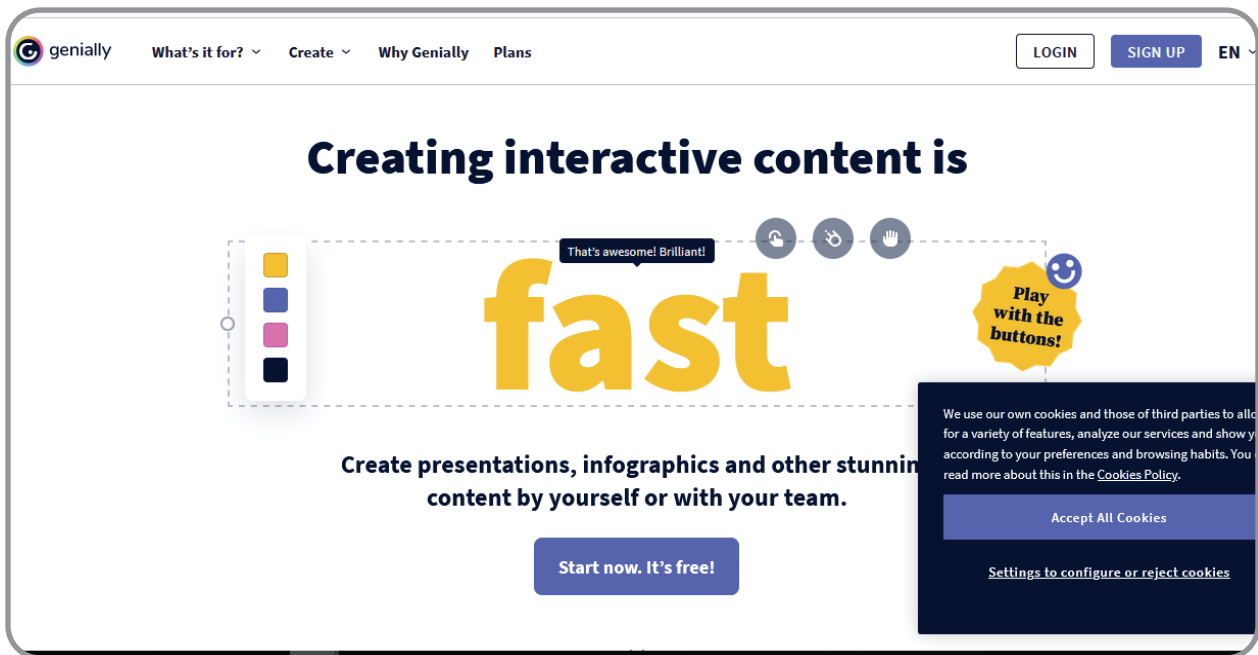 genially What's it for? Create Why Genially Plans LOGIN SIGN UP EN
Creating interactive content is
That's awesome! Brilliant!
fast
Play
with the
buttons!
Create presentations, infographics and other
content by yourself or with your team.
Start now. It's free!
We use our own cookies and those of third parties to
for a variety of features, analyze our services and show
according to your preferences and browsing habits. You
read more about this in the Cookies Policy.
Accept All Cookies
Settings to configure or reject cookies